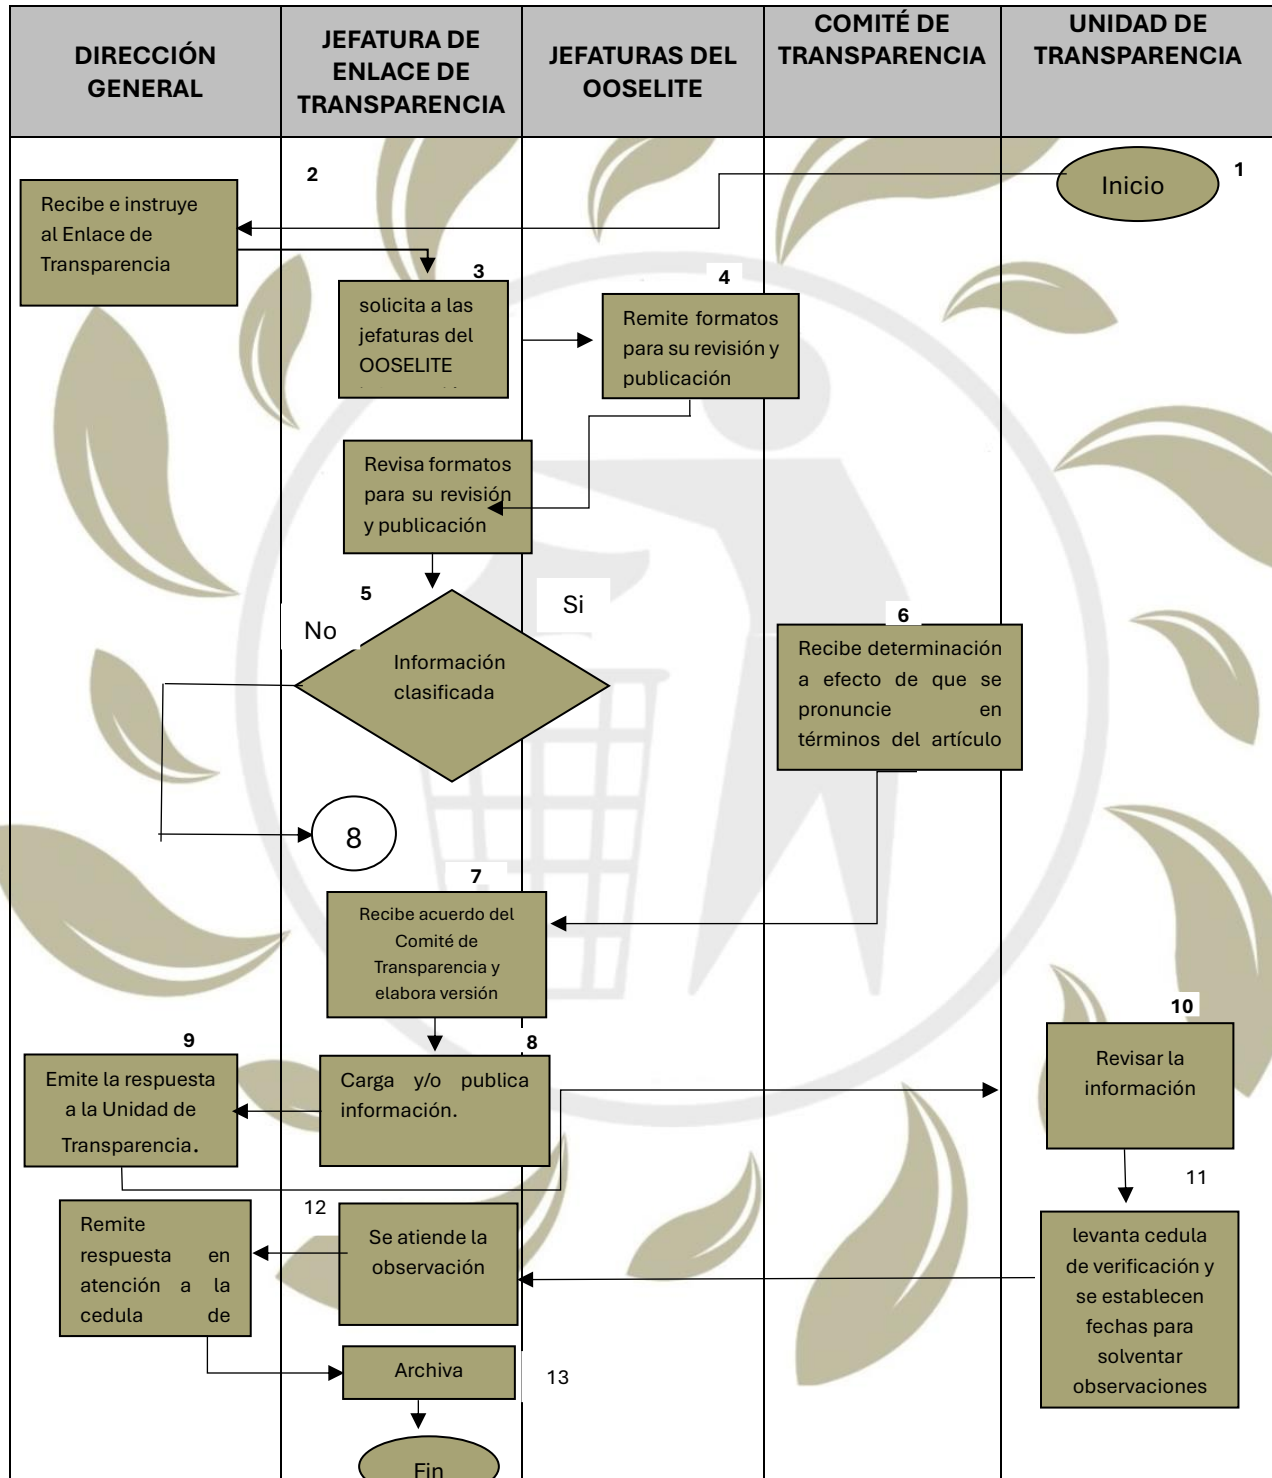 DIRECCIÓN
GENERAL
JEFATURA DE
ENLACE DE
TRANSPARENCIA
JEFATURAS DEL
OOSELITE
COMITÉ DE
TRANSPARENCIA
UNIDAD DE
TRANSPARENCIA
Inicio
1
2
Recibe e instruye
al Enlace de
Transparencia
3
solicita a las
jefaturas del
OOSELITE
4
Remite formatos
para su revisión y
publicación
Revisa formatos
para su revisión
y publicación
5
No
Si
Información
clasificada
6
Recibe determinación
a efecto de que se
pronuncie en
términos del artículo
8
7
Recibe acuerdo del
Comité de
Transparencia y
elabora versión
8
Carga y/o publica
información.
9
Emite la respuesta
a la Unidad de
Transparencia.
10
Revisar la
información
11
levanta cedula
de verificación y
se establecen
fechas para
solventar
observaciones
12
Se atiende la
observación
Remite
respuesta en
atención a la
cedula de
Archiva
13
Fin